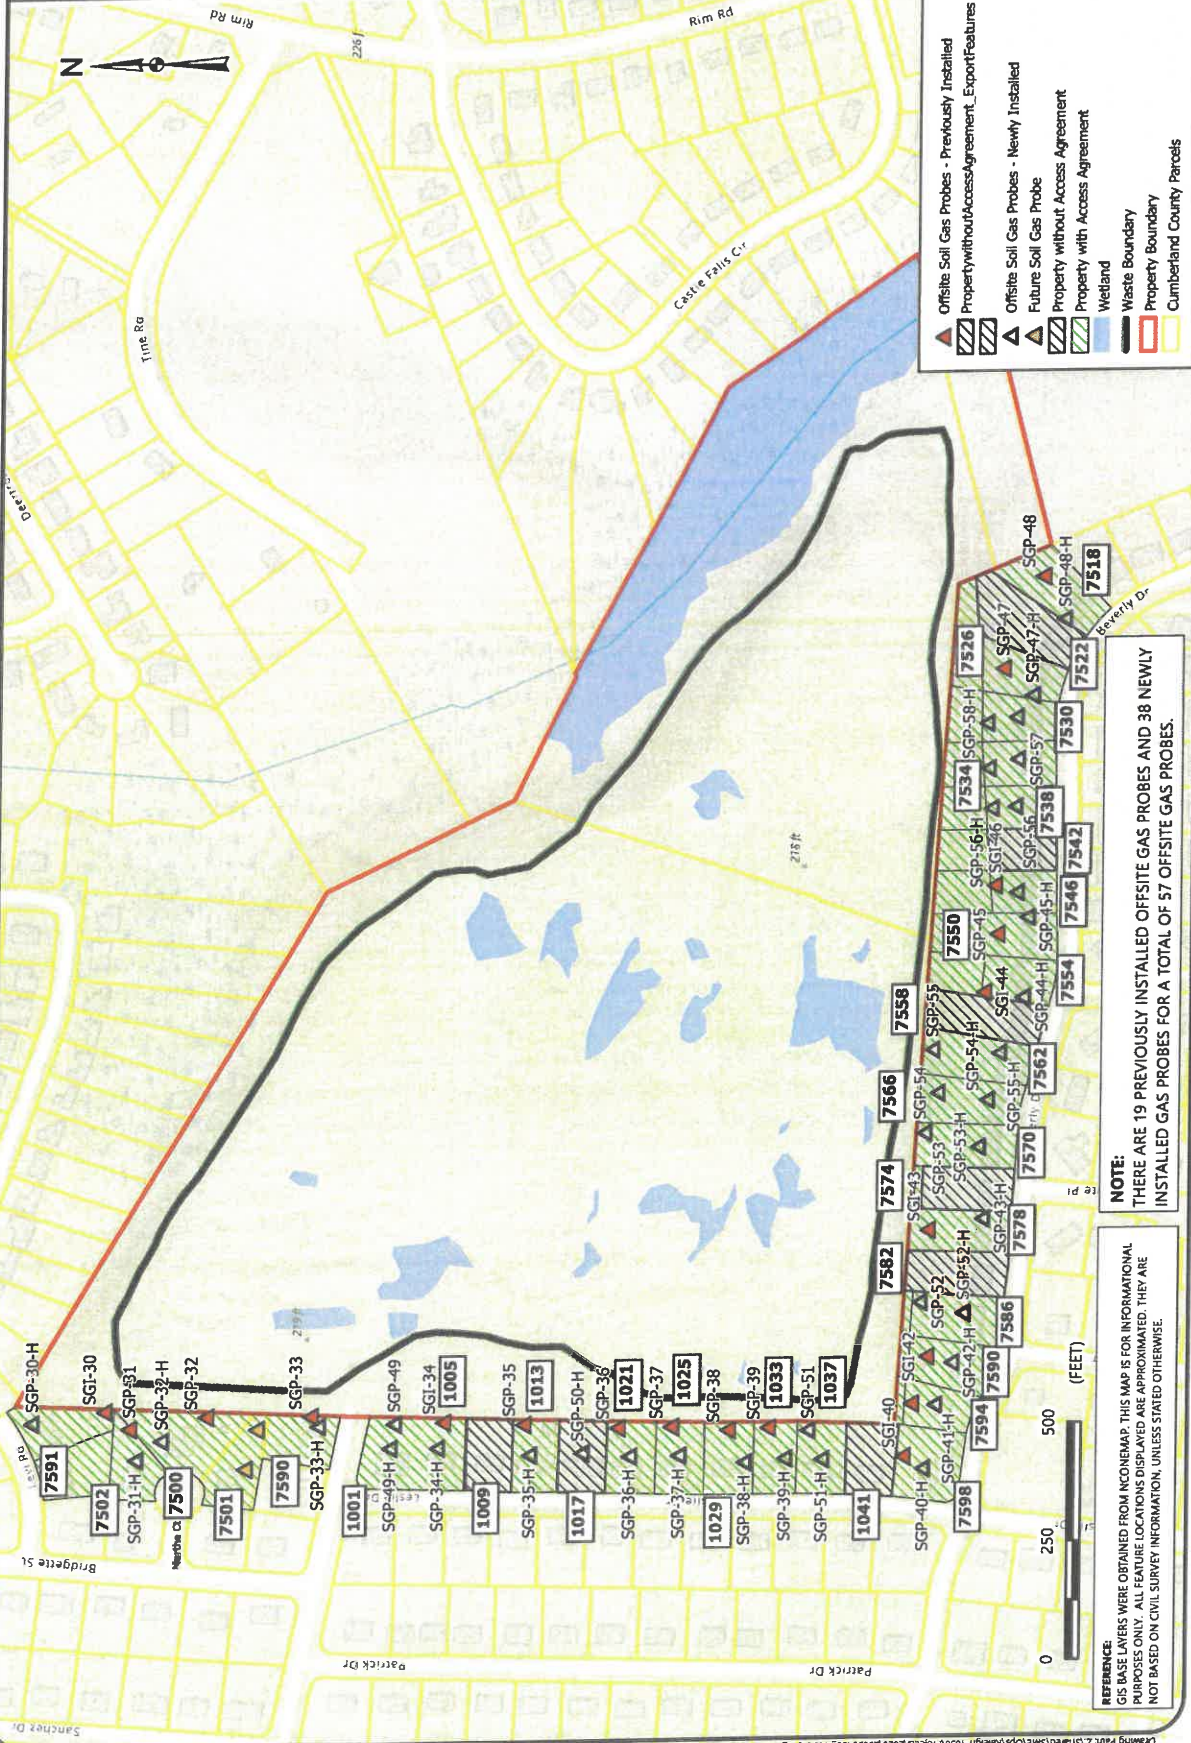 N
Rim Rd
Rim Rd
226 ft
Tine Rd
Castle Falls Cir
Offsite Soil Gas Probes - Previously Installed
PropertywithoutAccessAgreement_ExportFeatures
Offsite Soil Gas Probes - Newly Installed
Future Soil Gas Probe
Property without Access Agreement
Property with Access Agreement
Wetland
Waste Boundary
Property Boundary
Cumberland County Parcels
SGP-30-H
SGI-30
7591
SGP-31
7502
SGP-31-H
SGP-32-H
SGP-32
7500
Martha Ct
7501
Bridgette St
7590
SGP-33
SGP-33-H
1001
SGP-49
SGP-49-H
SGI-34
1005
SGP-34-H
1009
SGP-35
1013
SGP-35-H
SGP-50-H
1017
SGP-36
1021
SGP-36-H
SGP-37
1025
SGP-37-H
SGP-38
1029
SGP-38-H
SGP-39
1033
SGP-39-H
SGP-51
1037
SGP-51-H
1041
SGI-40
SGP-40-H
7598
SGP-41-H
7594
SGI-42
SGP-42-H
7590
7582
SGP-52
SGP-52-H
7586
7574
SGI-43
SGP-43-H
7578
SGP-53
SGP-53-H
7570
7566
SGP-54
SGP-54-H
SGP-55-H
7562
7558
SGP-55
SGI-44
SGP-44-H
7554
7550
SGP-45
SGP-45-H
7546
SGP-56-H
SGI-46
SGP-56
7542
7538
7534
SGP-58-H
SGP-57
7530
7526
SGP-47
SGP-47-H
7522
SGP-48
SGP-48-H
7518
Beverly Dr
216 ft
219 ft
Patrick Dr
Patrick Dr
Sanchez Dr
0
250
500
(FEET)
REFERENCE:
GIS BASE LAYERS WERE OBTAINED FROM NCONEMAP. THIS MAP IS FOR INFORMATIONAL
PURPOSES ONLY. ALL FEATURE LOCATIONS DISPLAYED ARE APPROXIMATED. THEY ARE
NOT BASED ON CIVIL SURVEY INFORMATION, UNLESS STATED OTHERWISE.
NOTE:
THERE ARE 19 PREVIOUSLY INSTALLED OFFSITE GAS PROBES AND 38 NEWLY
INSTALLED GAS PROBES FOR A TOTAL OF 57 OFFSITE GAS PROBES.